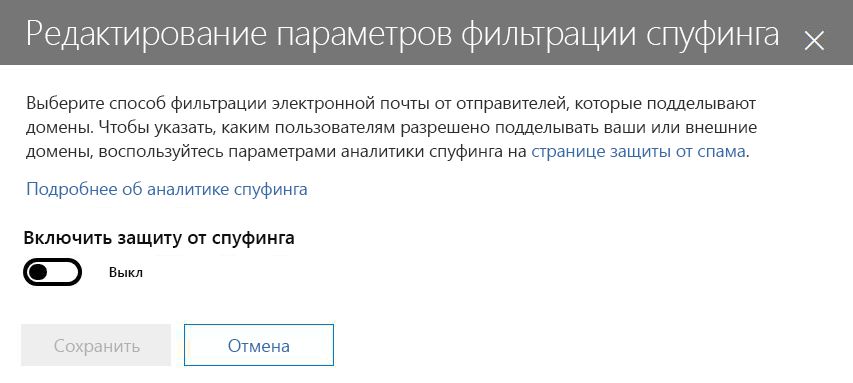 Редактирование параметров фильтрации спуфинга
Выберите способ фильтрации электронной почты от отправителей, которые подделывают
домены. Чтобы указать, каким пользователям разрешено подделывать ваши или внешние
домены, воспользуйтесь параметрами аналитики спуфинга на странице защиты от спама.
Подробнее об аналитике спуфинга
Включить защиту от спуфинга
Выкл
Сохранить
Отмена